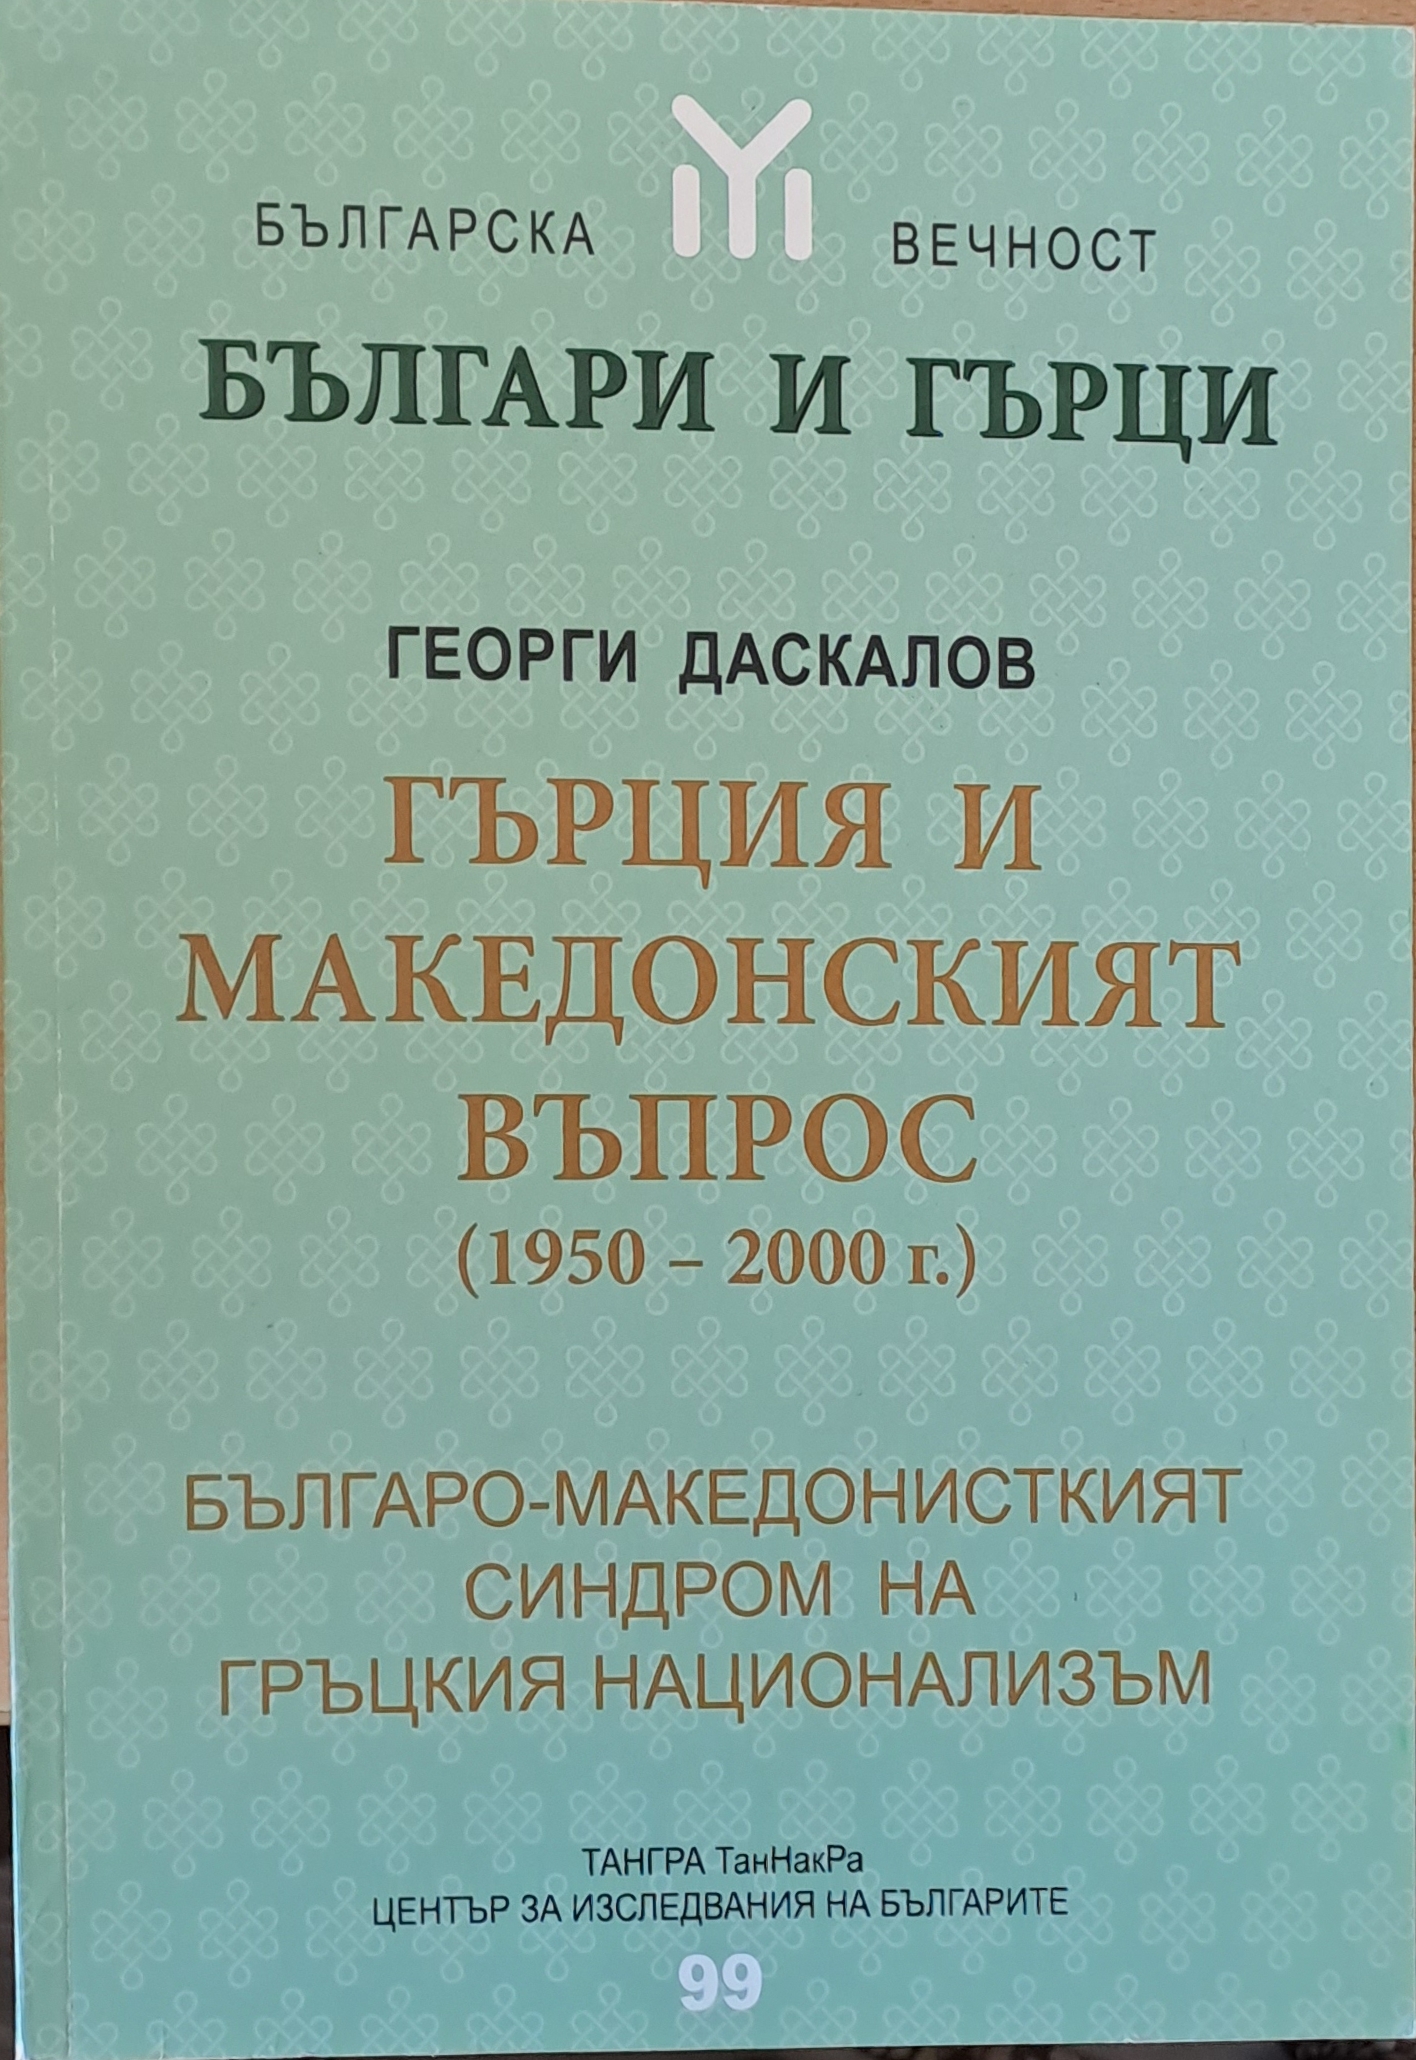 БЪЛГАРСКА ВЕЧНОСТ
БЪЛГАРИ И ГЪРЦИ
ГЕОРГИ ДАСКАЛОВ
ГЪРЦИЯ И
МАКЕДОНСКИЯТ
ВЪПРОС
(1950 – 2000 г.)
БЪЛГАРО-МАКЕДОНИСТКИЯТ
СИНДРОМ НА
ГРЪЦКИЯ НАЦИОНАЛИЗЪМ
ТАНГРА ТанНакРа
ЦЕНТЪР ЗА ИЗСЛЕДВАНИЯ НА БЪЛГАРИТЕ
99